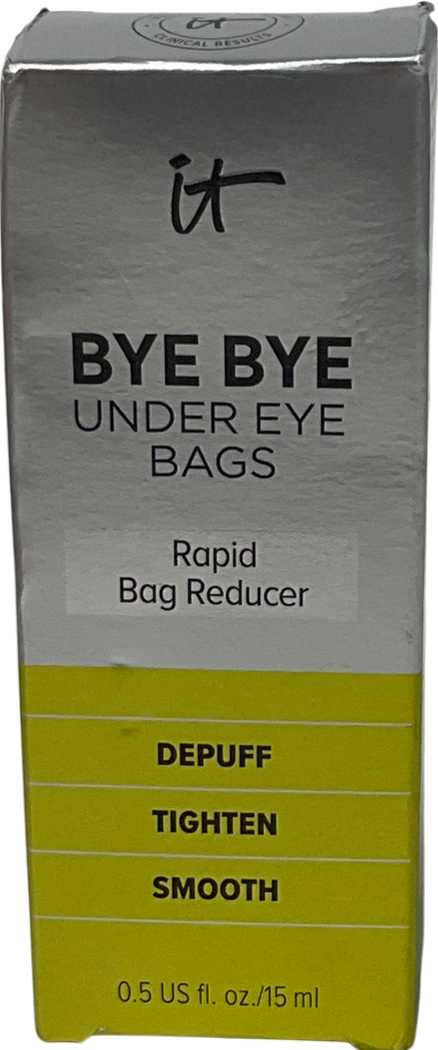 it
CLINICAL RESULTS
it
BYE BYE
UNDER EYE
BAGS
Rapid
Bag Reducer
DEPUFF
TIGHTEN
SMOOTH
0.5 US fl. oz./15 ml